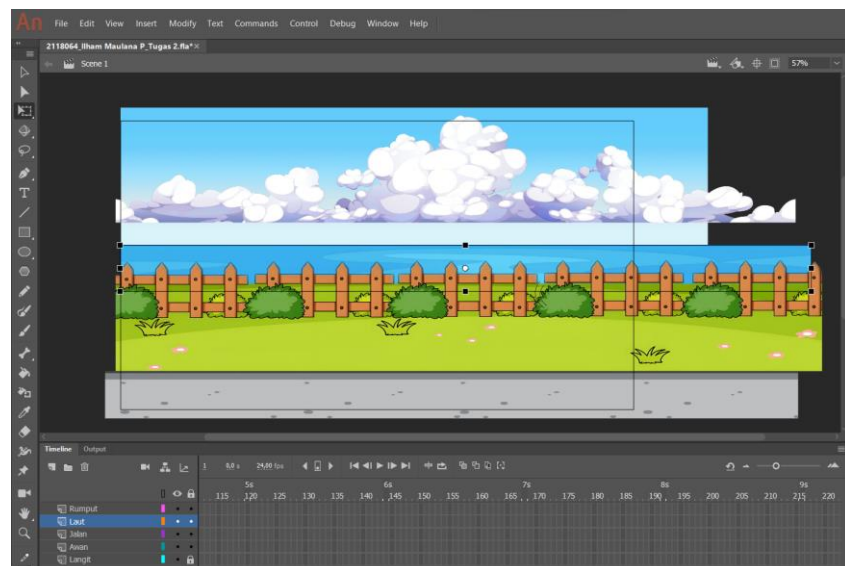 An File Edit View Insert Modify Text Commands Control Debug Window Help
2118064_Ilham Maulana P_Tugas 2.fla*×
Scene 1 57%
T
Timeline Output
1 0,0 s 24,00 fps
5s 6s 7s 8s 9s
115 120 125 130 135 140 145 150 155 160 165 170 175 180 185 190 195 200 205 210 215 220
Rumput
Laut
Jalan
Awan
Langit